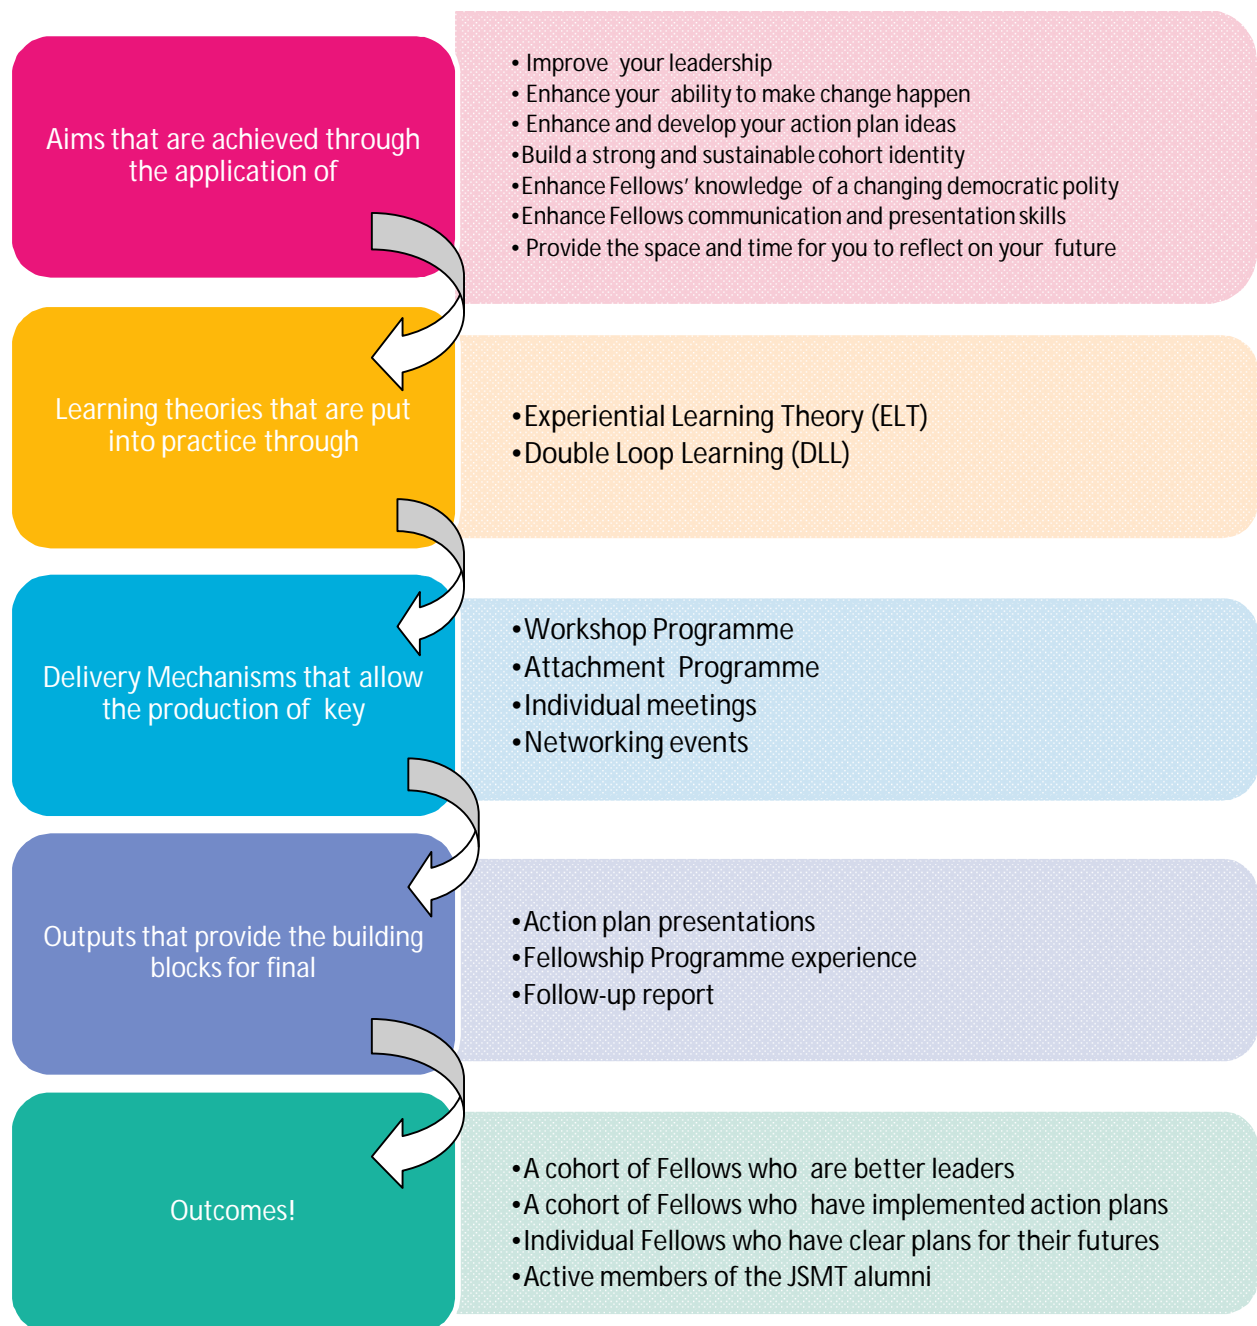 Aims that are achieved through
the application of
• Improve your leadership
• Enhance your ability to make change happen
• Enhance and develop your action plan ideas
•Build a strong and sustainable cohort identity
•Enhance Fellows' knowledge of a changing democratic polity
•Enhance Fellows communication and presentation skills
• Provide the space and time for you to reflect on your future
Learning theories that are put
into practice through
•Experiential Learning Theory (ELT)
•Double Loop Learning (DLL)
Delivery Mechanisms that allow
the production of key
•Workshop Programme
•Attachment Programme
•Individual meetings
•Networking events
Outputs that provide the building
blocks for final
•Action plan presentations
•Fellowship Programme experience
•Follow-up report
Outcomes!
•A cohort of Fellows who are better leaders
•A cohort of Fellows who have implemented action plans
•Individual Fellows who have clear plans for their futures
•Active members of the JSMT alumni